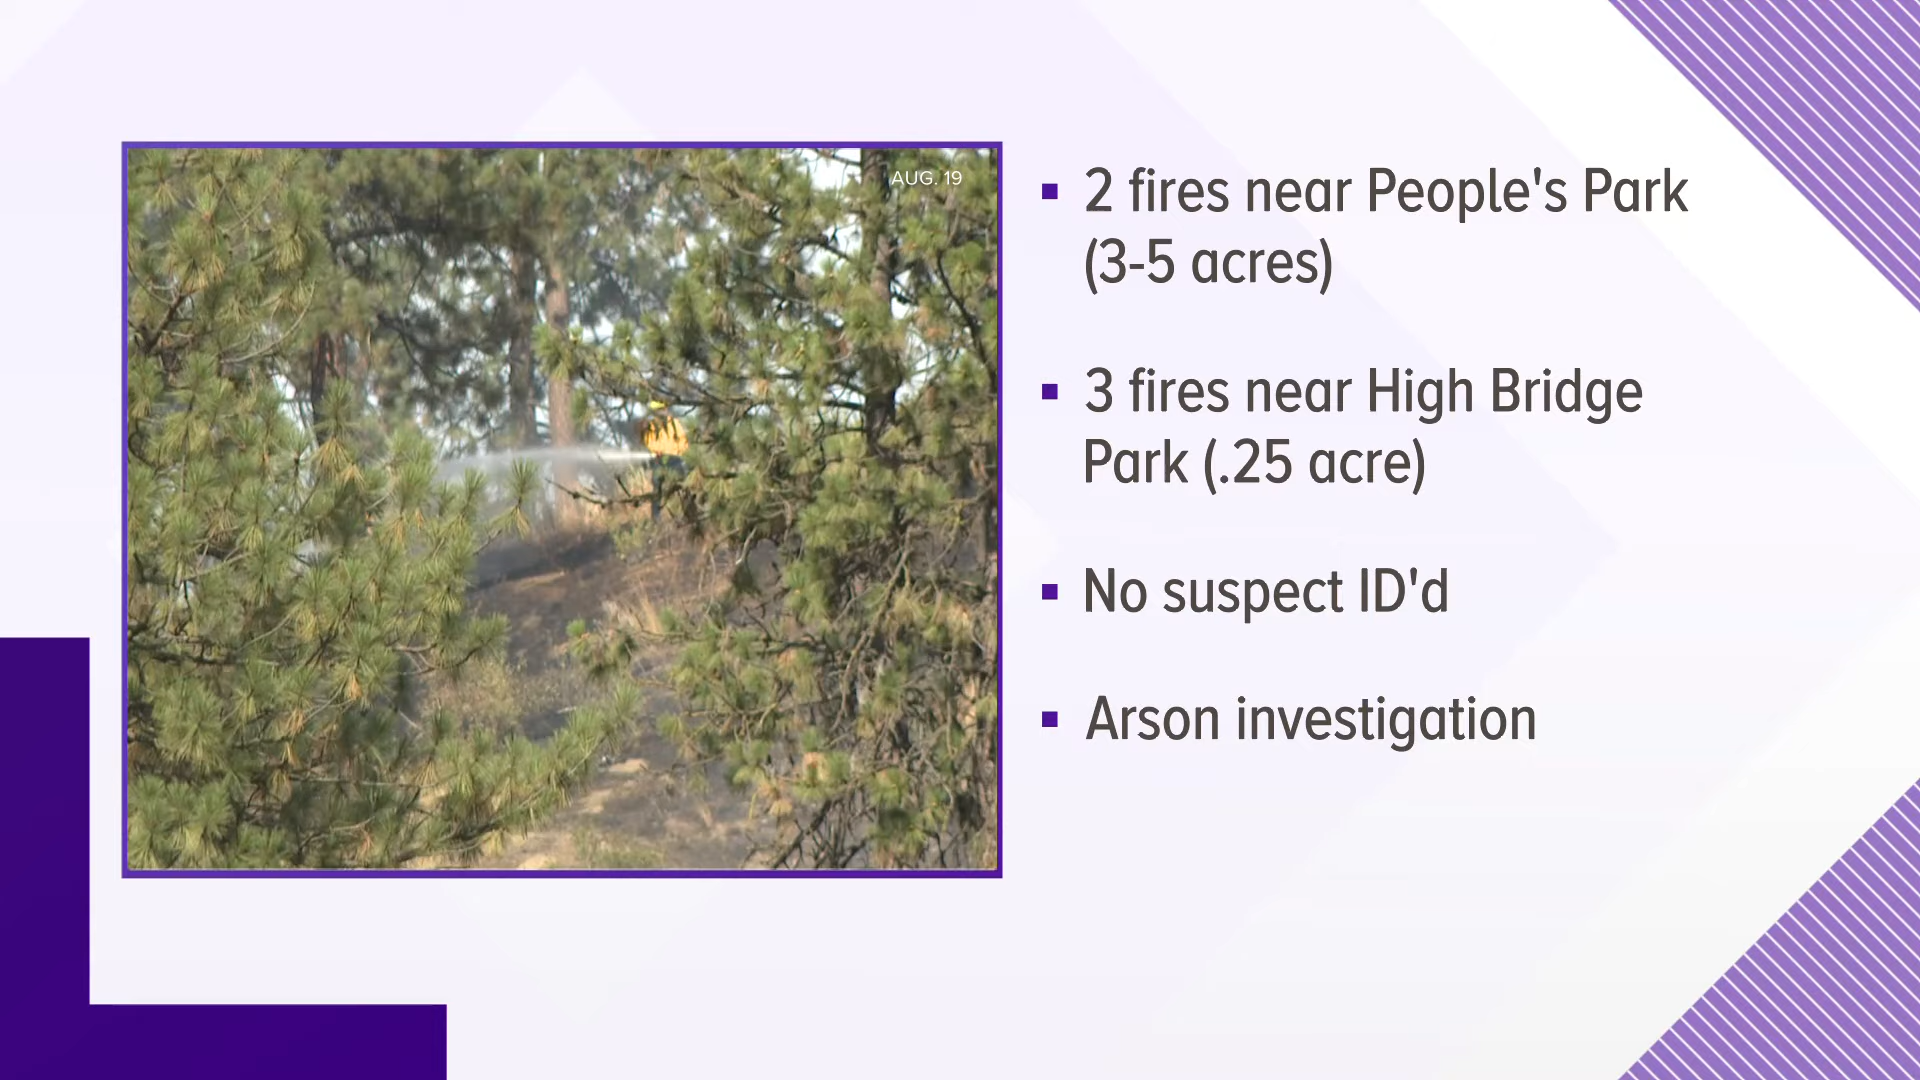 AUG. 19
2 fires near People's Park
(3-5 acres)
3 fires near High Bridge
Park (.25 acre)
No suspect ID'd
Arson investigation